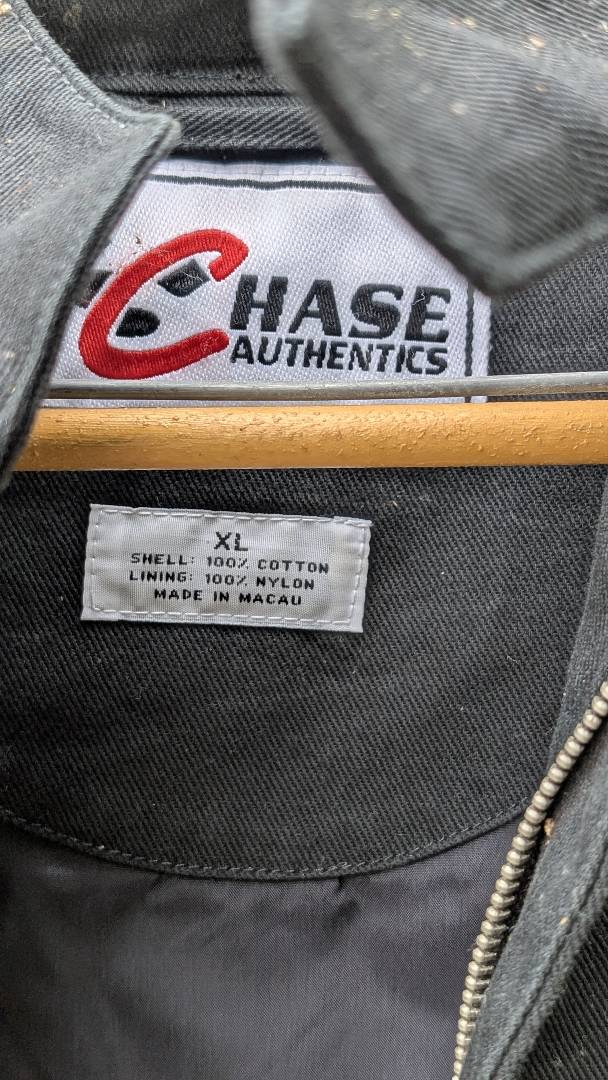 CHASE
AUTHENTICS
XL
SHELL: 100% COTTON
LINING: 100% NYLON
MADE IN MACAU